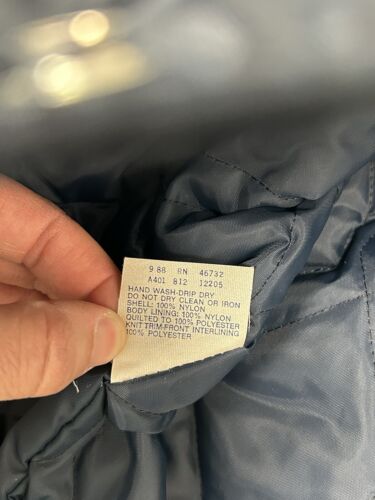 9 88 RN 46732
A401 812 12205
HAND WASH-DRIP DRY
DO NOT DRY CLEAN OR IRON
SHELL: 100% NYLON
BODY LINING: 100% NYLON
QUILTED TO 100% POLYESTER
KNIT TRIM-FRONT INTERLINING
100% POLYESTER